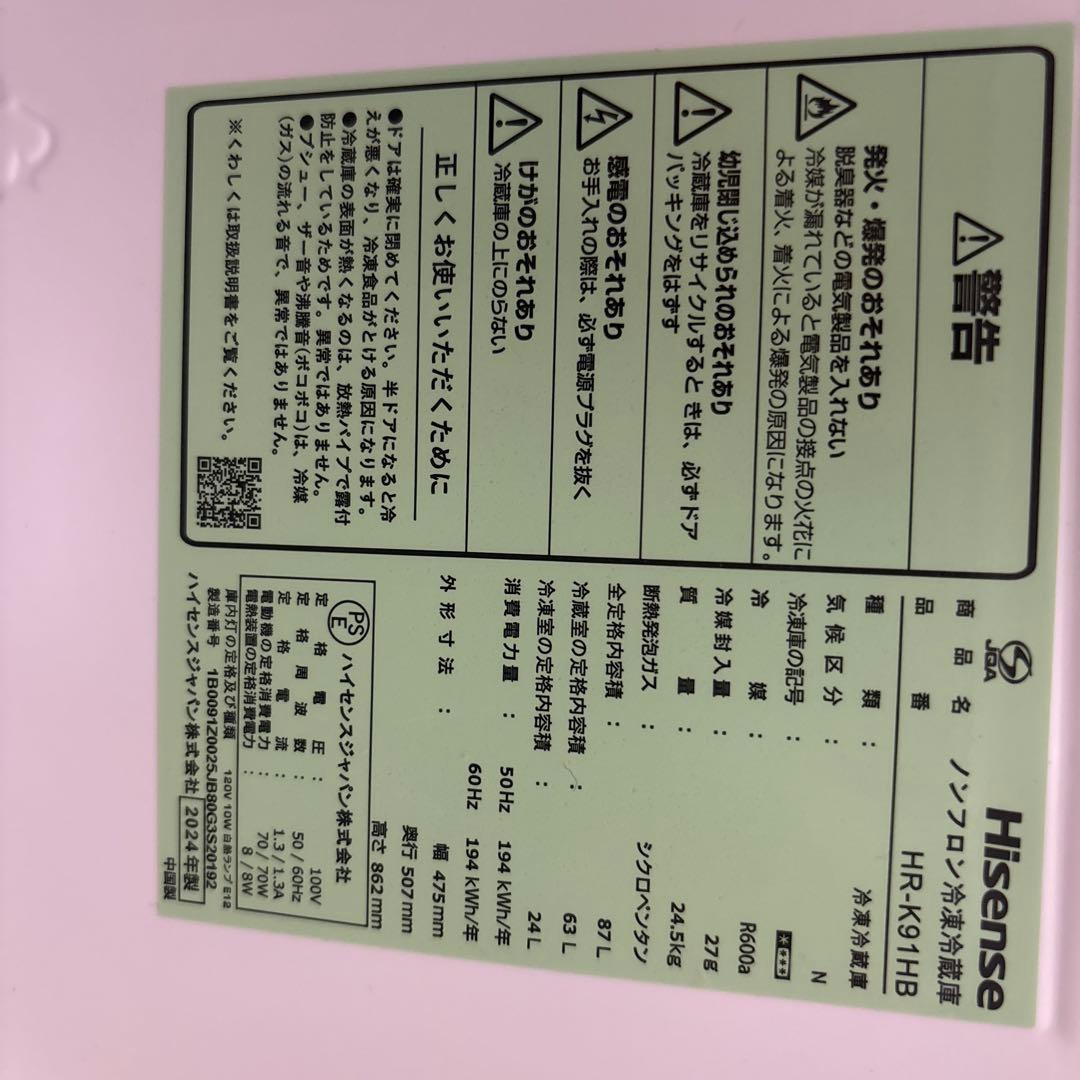 警告
発火・爆発のおそれあり
脱臭器などの電気製品を入れない
冷媒が漏れていると電気製品の接点の火花に
よる着火、着火による爆発の原因になります。
幼児閉じ込められのおそれあり
冷蔵庫をリサイクルするときは、必ずドア
パッキングをはずす
感電のおそれあり
お手入れの際は、必ず電源プラグを抜く
けがのおそれあり
冷蔵庫の上にのらない
正しくお使いいただくために
●ドアは確実に閉めてください。半ドアになると冷
えが悪くなり、冷凍食品がとける原因になります。
●冷蔵庫の表面が熱くなるのは、放熱パイプで露付
防止をしているためです。異常ではありません。
●プシュー、ザー音や沸騰音(ポコポコ)は、冷媒
(ガス)の流れる音で、異常ではありません。
※くわしくは取扱説明書をご覧ください。
JGA
Hisense
商品名 ノンフロン冷凍冷蔵庫
品番 HR-K91HB
種類 : 冷凍冷蔵庫
気候区分 : N
冷凍庫の記号 : ****
冷媒 : R600a
冷媒封入量 : 27g
質量 : 24.5kg
断熱発泡ガス : シクロペンタン
全定格内容積 : 87L
冷蔵室の定格内容積 : 63L
冷凍室の定格内容積 : 24L
消費電力量 : 50Hz 194kWh/年
60Hz 194kWh/年
外形寸法 : 幅 475mm
奥行 507mm
高さ 862mm
PSE ハイセンスジャパン株式会社
定格電圧 : 100V
定格周波数 : 50/60Hz
定格電流 : 1.3/1.3A
電動機の定格消費電力 : 70/70W
電熱装置の定格消費電力 : 8/8W
庫内灯の定格及び種類 120V 10W 白熱ランプ E12
製造番号 1B0091Z0025JB80G3S20192
ハイセンスジャパン株式会社 2024年製
中国製